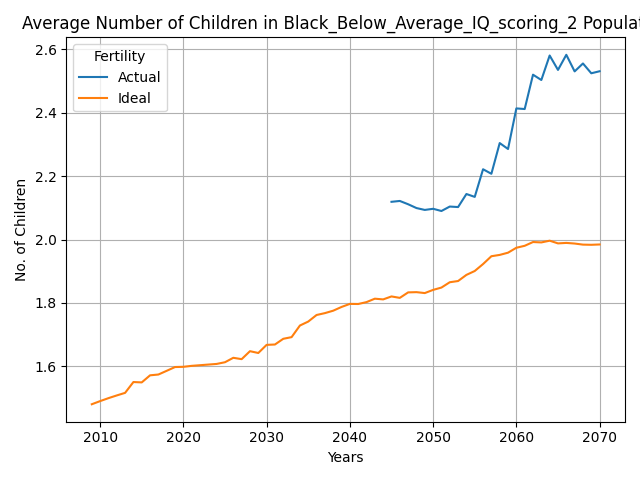 Average Number of Children in Black_Below_Average_IQ_scoring_2 Populat
Fertility
Actual
Ideal
2.6
2.4
2.2
2.0
1.8
1.6
No. of Children
2010 2020 2030 2040 2050 2060 2070
Years